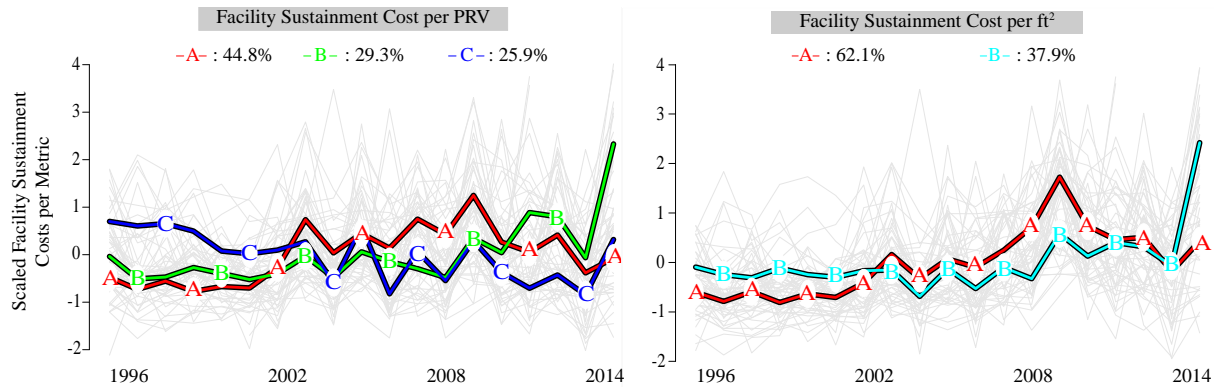 Facility Sustainment Cost per PRV
A : 44.8% B : 29.3% C : 25.9%
Scaled Facility Sustainment
Costs per Metric
4
3
2
1
0
-1
-2
1996 2002 2008 2014
A A A A A A A A
B B B B B B B
C C C C C C
Facility Sustainment Cost per ft²
A : 62.1% B : 37.9%
4
3
2
1
0
-1
-2
1996 2002 2008 2014
A A A A A A A A A A
B B B B B B B B B